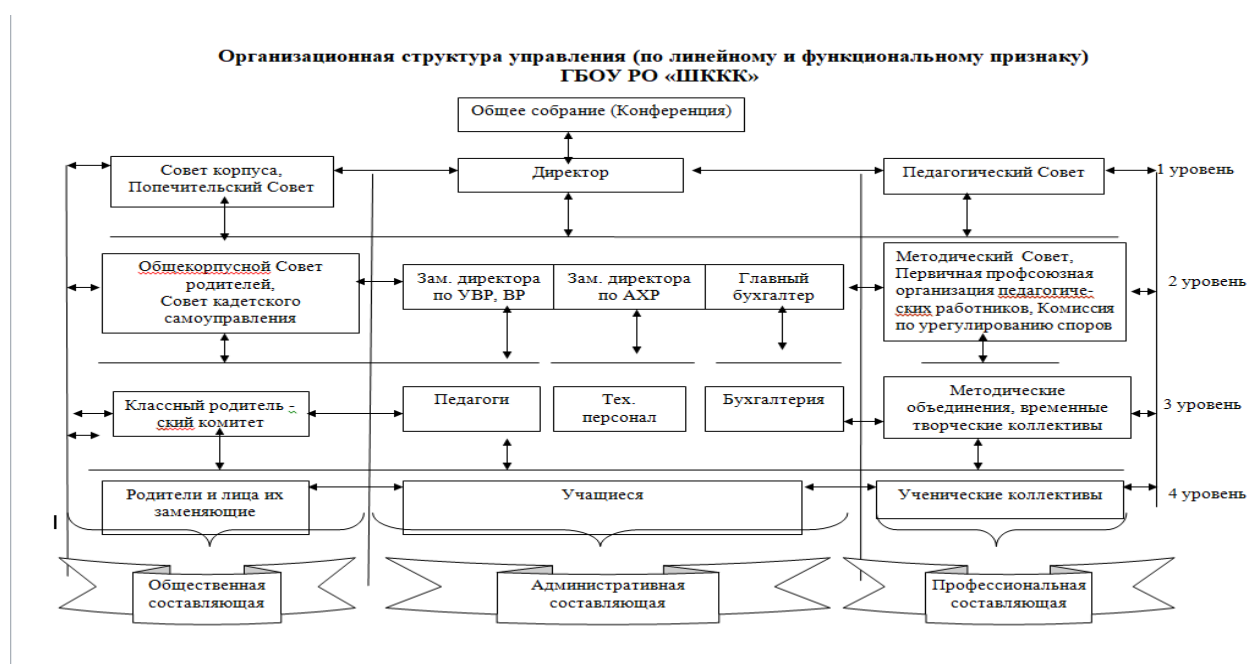 Организационная структура управления (по линейному и функциональному признаку)
ГБОУ РО «ШККК»
Общее собрание (Конференция)
Совет корпуса,
Попечительский Совет
Директор
Педагогический Совет
1 уровень
Общекорпусной Совет
родителей,
Совет кадетского
самоуправления
Зам. директора
по УВР, ВР
Зам. директора
по АХР
Главный
бухгалтер
Методический Совет,
Первичная профсоюзная
организация педагогиче-
ских работников, Комиссия
по урегулированию споров
2 уровень
Классный родитель -
ский комитет
Педагоги
Тех.
персонал
Бухгалтерия
Методические
объединения, временные
творческие коллективы
3 уровень
Родители и лица их
заменяющие
Учащиеся
Ученические коллективы
4 уровень
Общественная
составляющая
Административная
составляющая
Профессиональная
составляющая